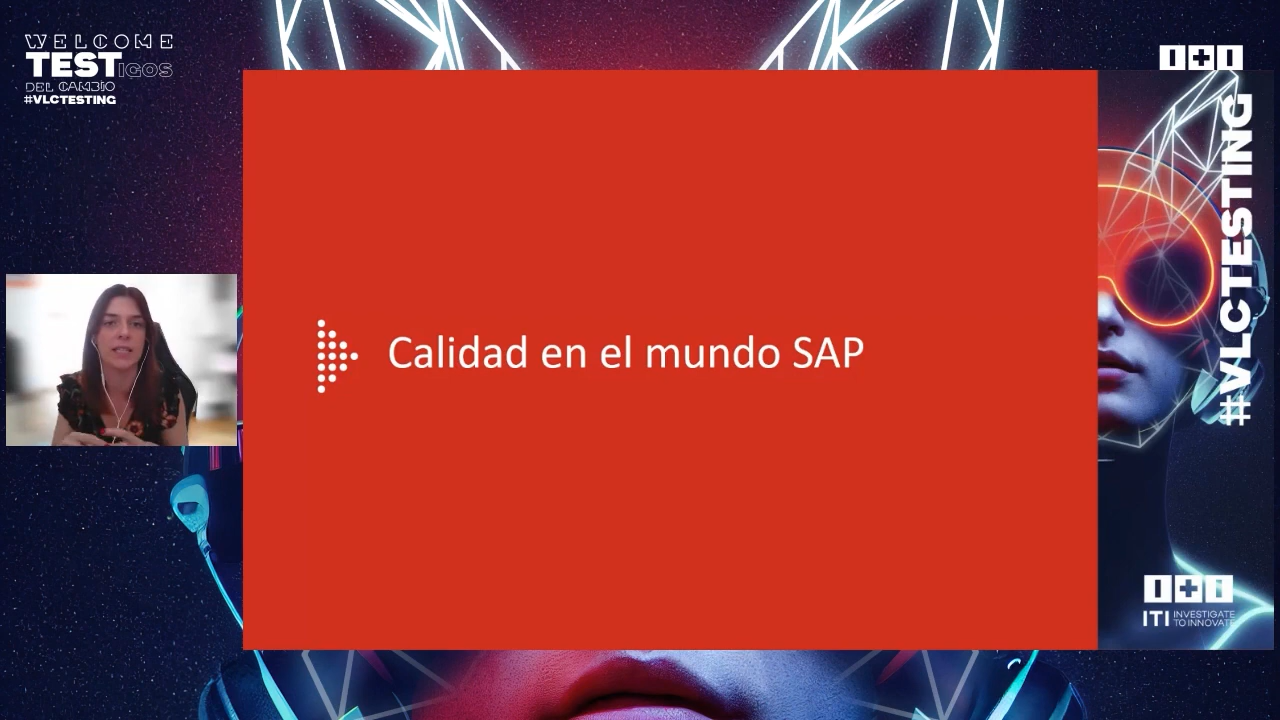 WELCOME
TESTIGOS
DEL CAMBIO
#VLCTESTING
I+I
#VLCTESTING
Calidad en el mundo SAP
I+I
ITI INVESTIGATE
TO INNOVATE